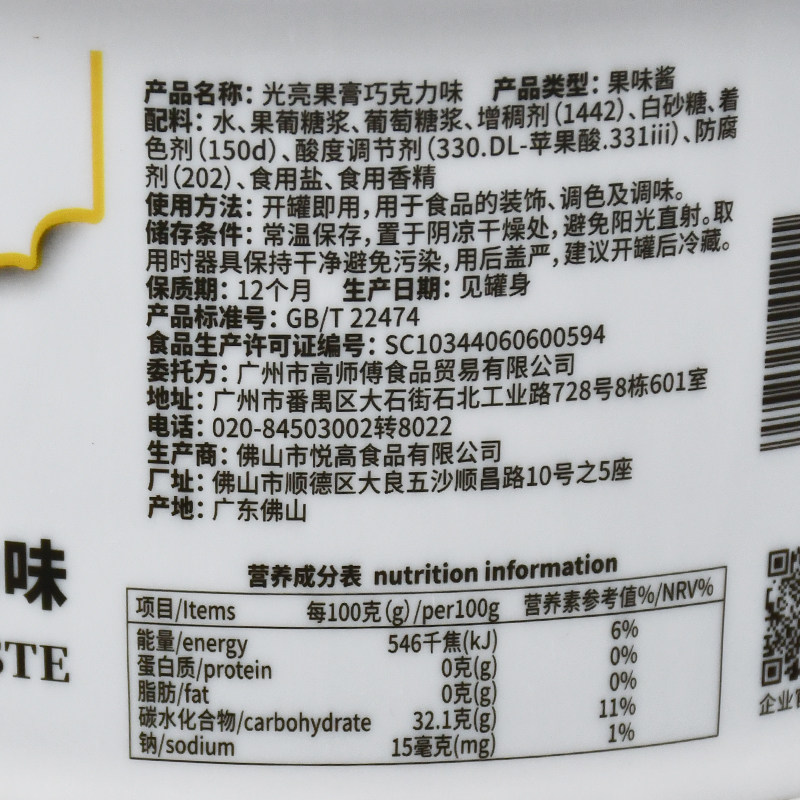 产品名称：光亮果膏巧克力味 产品类型：果味酱
配料：水、果葡糖浆、葡萄糖浆、增稠剂（1442）、白砂糖、着
色剂（150d）、酸度调节剂（330.DL-苹果酸.331iii）、防腐
剂（202）、食用盐、食用香精
使用方法：开罐即用，用于食品的装饰、调色及调味。
储存条件：常温保存，置于阴凉干燥处，避免阳光直射。取
用时器具保持干净避免污染，用后盖严，建议开罐后冷藏。
保质期：12个月 生产日期：见罐身
产品标准号：GB/T 22474
食品生产许可证编号：SC10344060600594
委托方：广州市高师傅食品贸易有限公司
地址：广州市番禺区大石街石北工业路728号8栋601室
电话：020-84503002转8022
生产商：佛山市悦高食品有限公司
厂址：佛山市顺德区大良五沙顺昌路10号之5座
产地：广东佛山
味
STE
营养成分表 nutrition information
项目/Items 每100克(g)/per100g 营养素参考值%/NRV%
能量/energy 546千焦(kJ) 6%
蛋白质/protein 0克(g) 0%
脂肪/fat 0克(g) 0%
碳水化合物/carbohydrate 32.1克(g) 11%
钠/sodium 15毫克(mg) 1%
企业